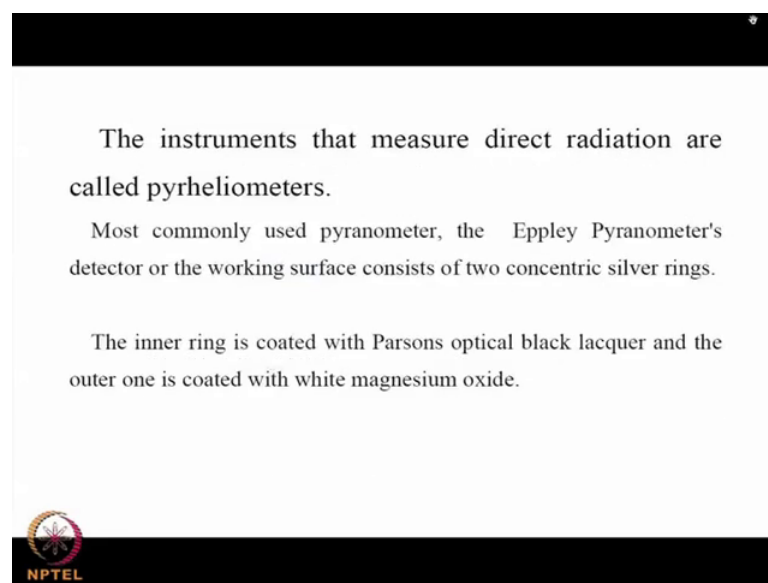 The instruments that measure direct radiation are
called pyrheliometers.
Most commonly used pyranometer, the Eppley Pyranometer's
detector or the working surface consists of two concentric silver rings.
The inner ring is coated with Parsons optical black lacquer and the
outer one is coated with white magnesium oxide.
NPTEL